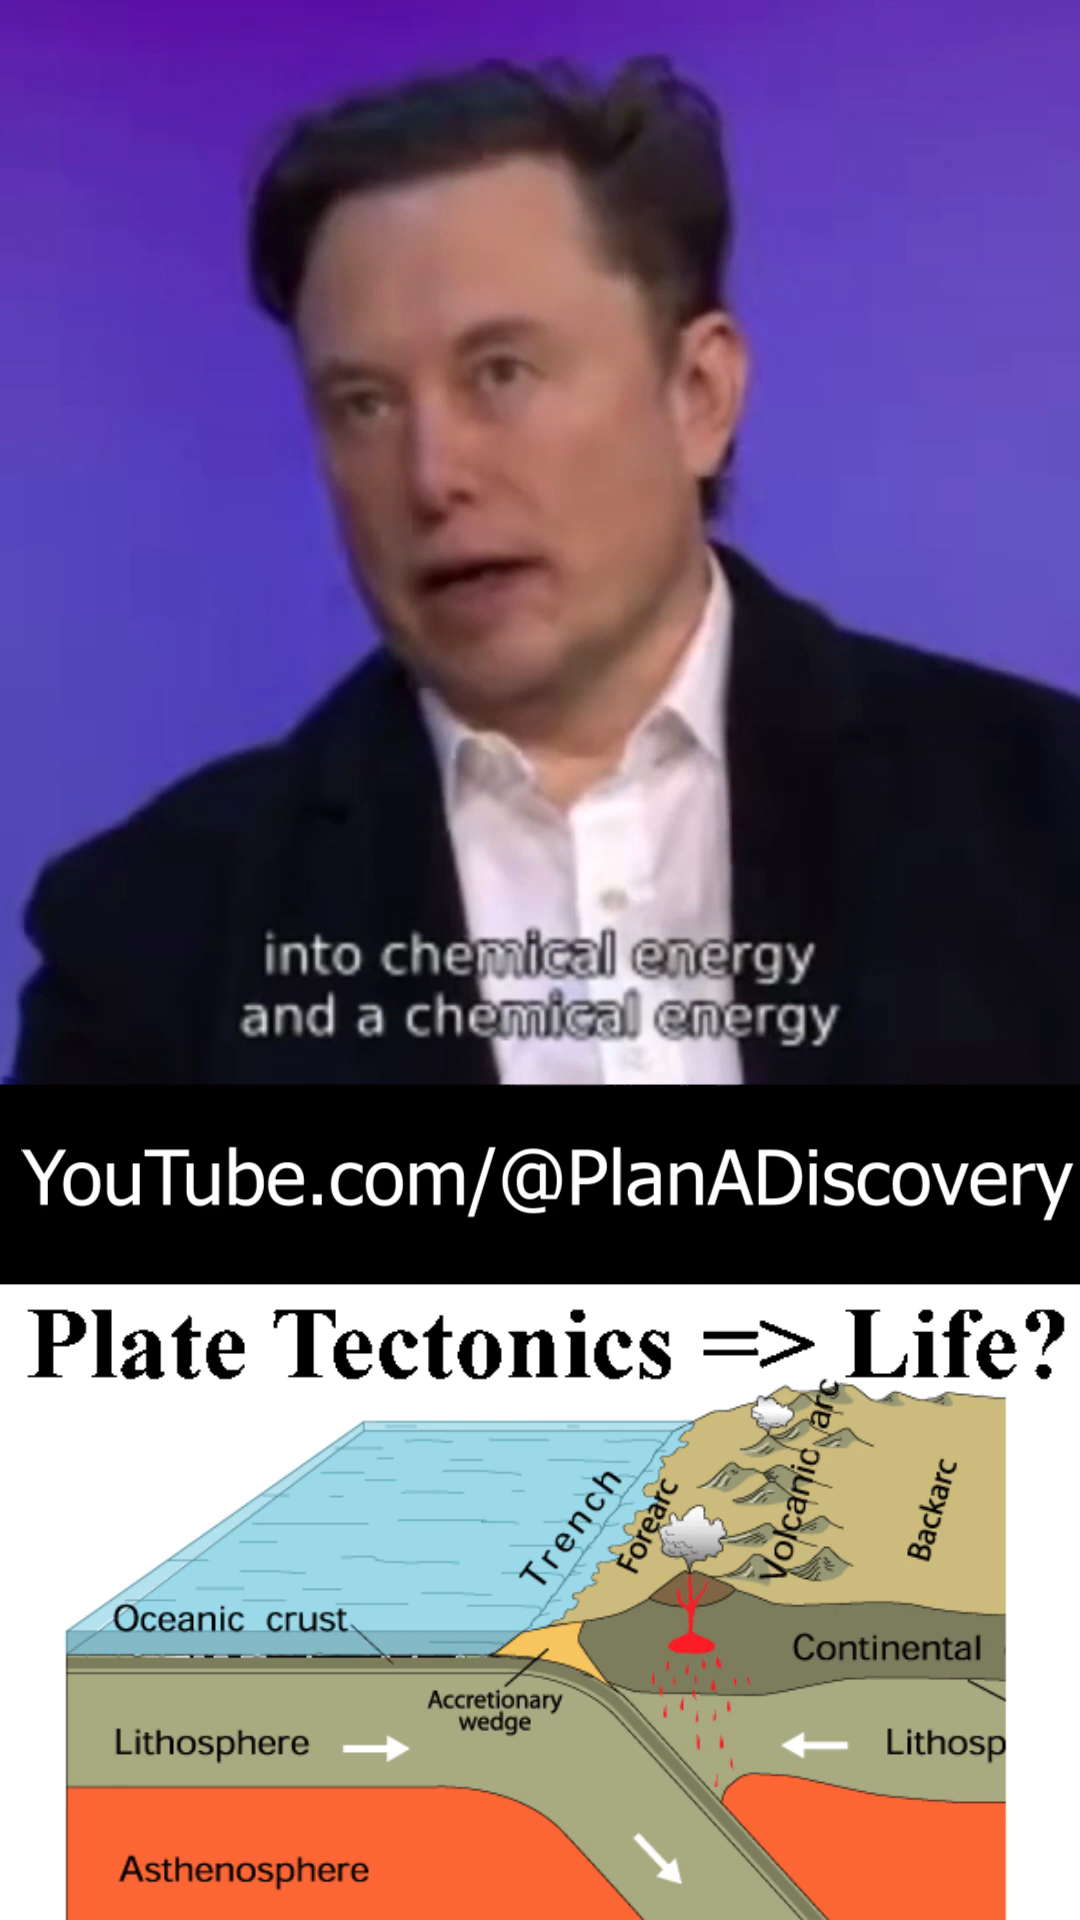 into chemical energy
and a chemical energy
YouTube.com/@PlanADiscovery
Plate Tectonics => Life?
Trench
Forearc
Volcanic arc
Backarc
Oceanic crust
Continental
Accretionary
wedge
Lithosphere
Lithosp
Asthenosphere